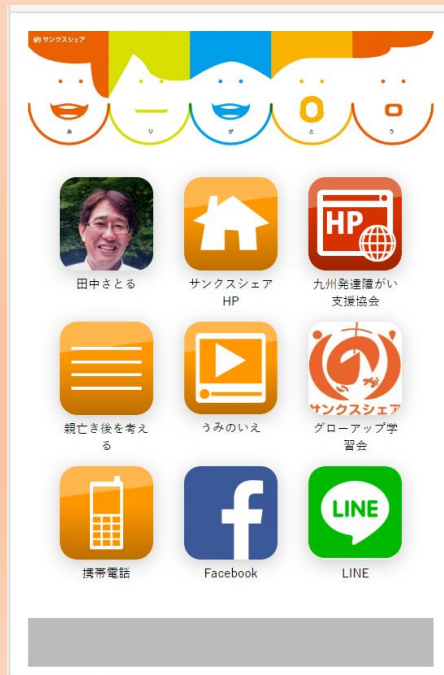 サンクスシェア
あ り が と う
田中さとる
サンクスシェア
HP
HP
九州発達障がい
支援協会
親亡き後を考え
る
うみのいえ
サンクスシェア
グローアップ学
習会
携帯電話
Facebook
LINE
LINE